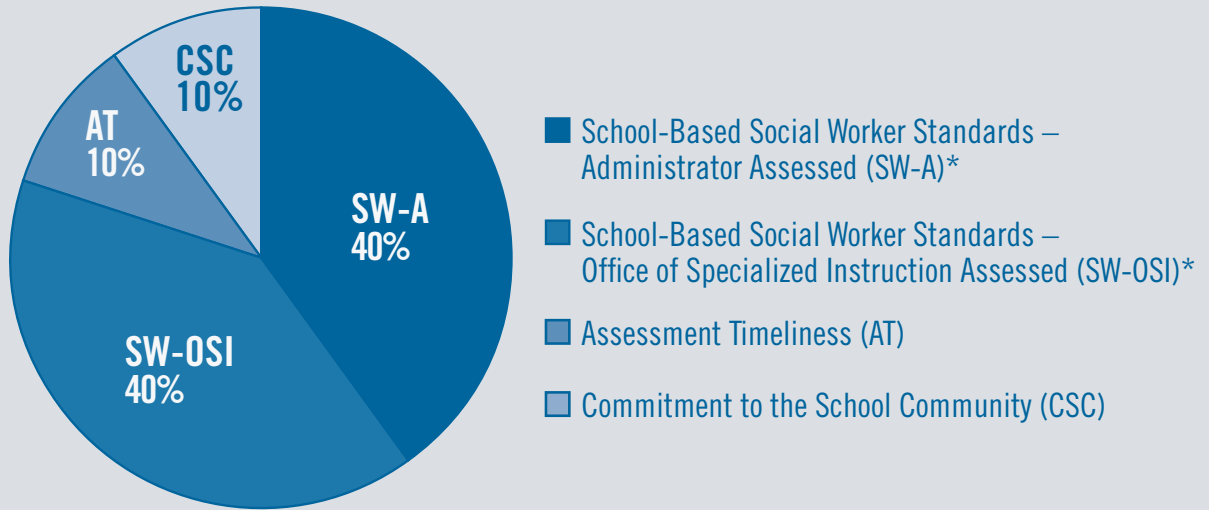 CSC
10%
AT
10%
SW-A
40%
SW-OSI
40%
School-Based Social Worker Standards –
Administrator Assessed (SW-A)*
School-Based Social Worker Standards –
Office of Specialized Instruction Assessed (SW-OSI)*
Assessment Timeliness (AT)
Commitment to the School Community (CSC)